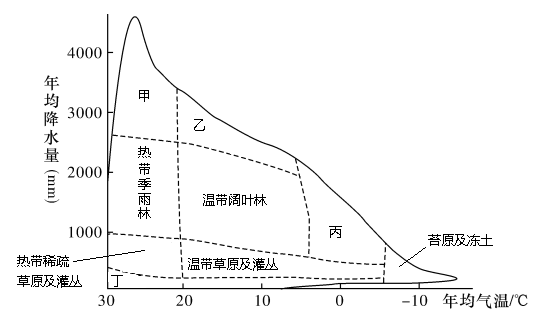 年均降水量(mm)
4000
3000
2000
1000
甲
乙
热带季雨林
温带阔叶林
丙
苔原及冻土
热带稀疏
草原及灌丛
温带草原及灌丛
丁
30
20
10
0
-10
年均气温/℃